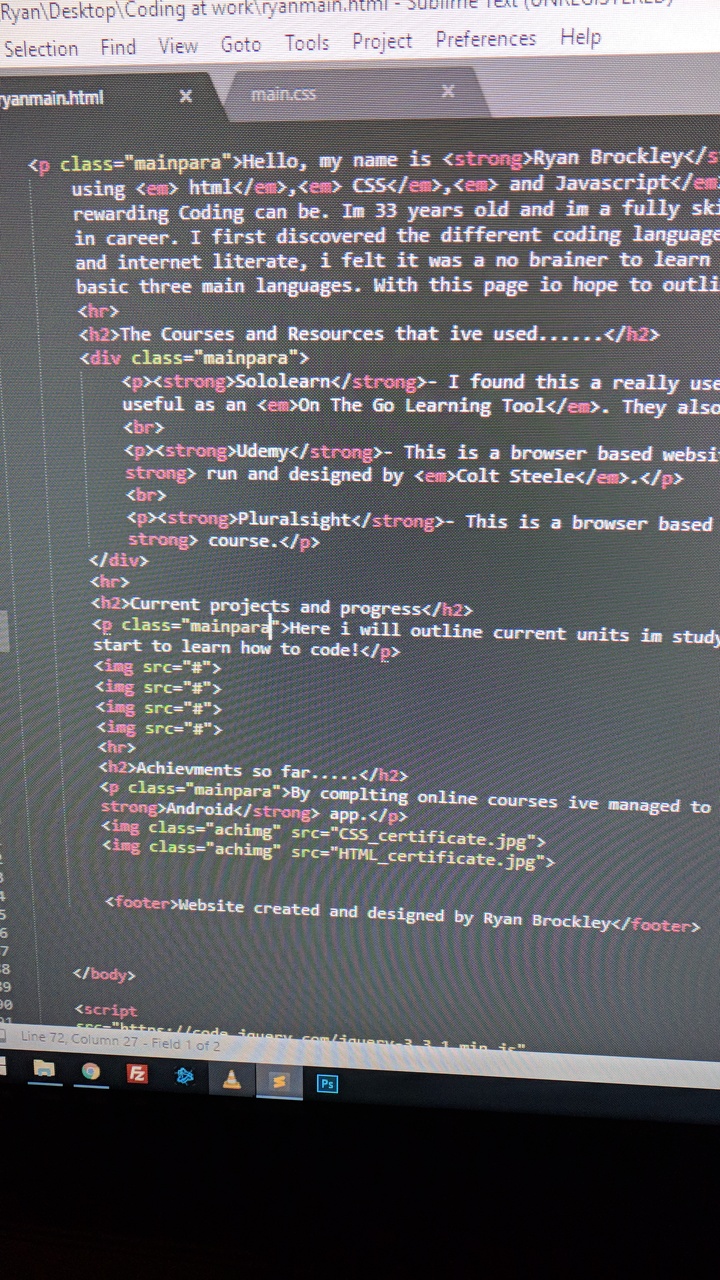 Ryan\Desktop\Coding at work\ryanmain.html - Sublime Text (UNREGISTERED)
Selection Find View Goto Tools Project Preferences Help
ryanmain.html × main.css ×
<p class="mainpara">Hello, my name is <strong>Ryan Brockley</s
using <em> html</em>,<em> CSS</em>,<em> and Javascript</em
rewarding Coding can be. Im 33 years old and im a fully ski
in career. I first discovered the different coding language
and internet literate, i felt it was a no brainer to learn
basic three main languages. With this page io hope to outli
<hr>
<h2>The Courses and Resources that ive used......</h2>
<div class="mainpara">
<p><strong>Sololearn</strong>- I found this a really use
useful as an <em>On The Go Learning Tool</em>. They also
<br>
<p><strong>Udemy</strong>- This is a browser based websi
strong> run and designed by <em>Colt Steele</em>.</p>
<br>
<p><strong>Pluralsight</strong>- This is a browser based
strong> course.</p>
</div>
<hr>
<h2>Current projects and progress</h2>
<p class="mainpara">Here i will outline current units im study
start to learn how to code!</p>
<img src="#">
<img src="#">
<img src="#">
<img src="#">
<hr>
<h2>Achievments so far.....</h2>
<p class="mainpara">By complting online courses ive managed to
strong>Android</strong> app.</p>
<img class="achimg" src="CSS_certificate.jpg">
<img class="achimg" src="HTML_certificate.jpg">
<footer>Website created and designed by Ryan Brockley</footer>
</body>
<script
src="https://code.jquery.com/jquery-3.3.1.min.js"
Line 72, Column 27 - Field 1 of 2
Fz Ps